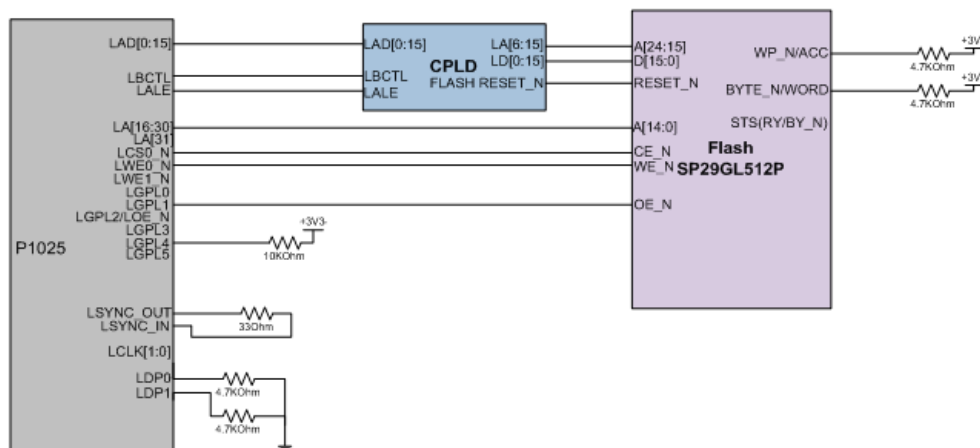 P1025
LAD[0:15]
LBCTL
LALE
LA[16:30]
LA[31]
LCS0_N
LWE0_N
LWE1_N
LGPL0
LGPL1
LGPL2/LOE_N
LGPL3
LGPL4
LGPL5
LSYNC_OUT
LSYNC_IN
LCLK[1:0]
LDP0
LDP1
+3V3
10KOhm
33Ohm
4.7KOhm
4.7KOhm
LAD[0:15]
LA[6:15]
LD[0:15]
CPLD
LBCTL
FLASH RESET_N
LALE
A[24:15]
D[15:0]
RESET_N
A[14:0]
CE_N
WE_N
OE_N
WP_N/ACC
BYTE_N/WORD
STS(RY/BY_N)
Flash
SP29GL512P
+3V
4.7KOhm
+3V
4.7KOhm